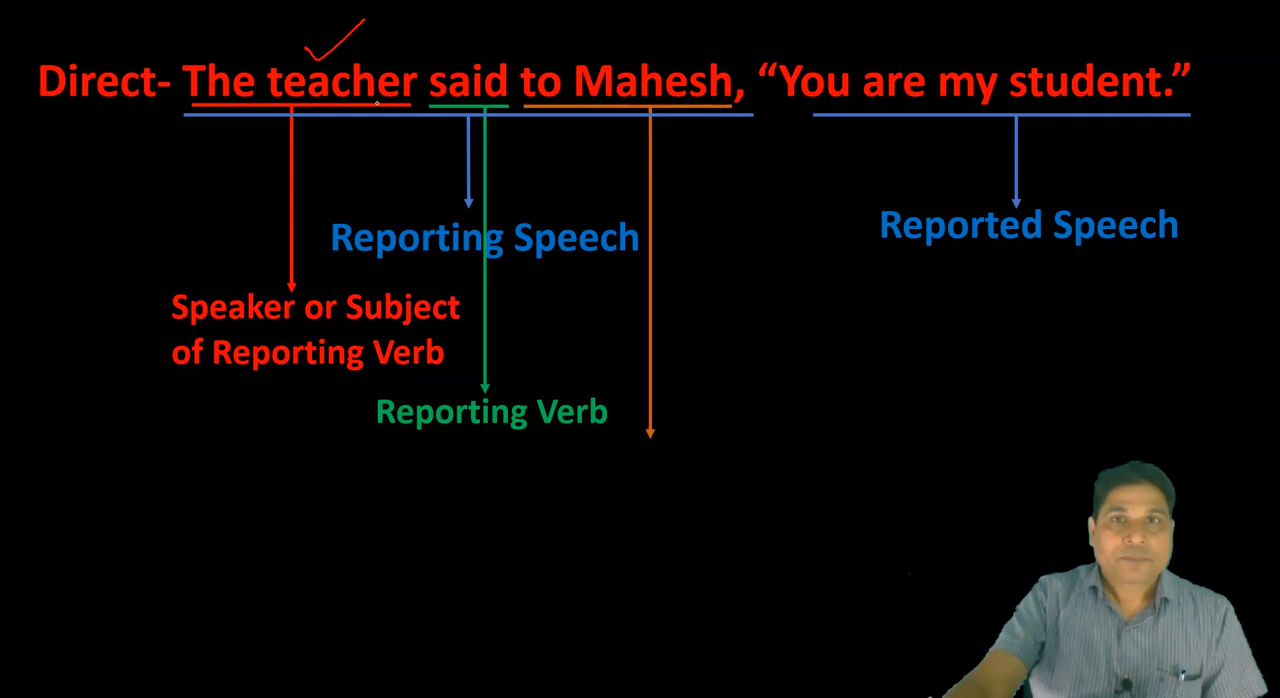 Direct- The teacher said to Mahesh, “You are my student.”
Reporting Speech
Reported Speech
Speaker or Subject
of Reporting Verb
Reporting Verb